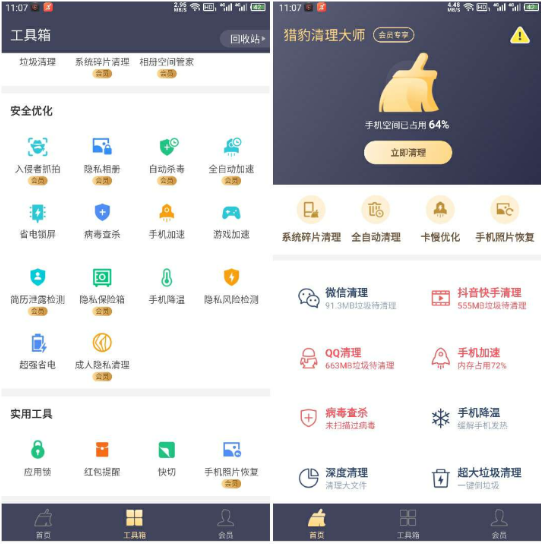 11:07
2.95
KB/S
HD
4G
4G
42
工具箱
回收站
垃圾清理 系统碎片清理 相册空间管家
会员 会员
安全优化
入侵者抓拍 隐私相册 自动杀毒 全自动加速
会员 会员 会员 会员
省电锁屏 病毒查杀 手机加速 游戏加速
简历泄露检测 隐私保险箱 手机降温 隐私风险检测
会员 会员
超强省电 成人隐私清理
会员
实用工具
应用锁 红包提醒 快切 手机照片恢复
会员
首页 工具箱 会员
11:07
4.48
MB/S
HD
4G
4G
42
猎豹清理大师 会员专享
手机空间已占用 64%
立即清理
系统碎片清理 全自动清理 卡慢优化 手机照片恢复
微信清理 抖音快手清理
91.3MB垃圾待清理 555MB垃圾待清理
QQ清理 手机加速
663MB垃圾待清理 内存占用72%
病毒查杀 手机降温
未扫描过病毒 缓解手机发热
深度清理 超大垃圾清理
清理大文件 一键倒垃圾
首页 工具箱 会员